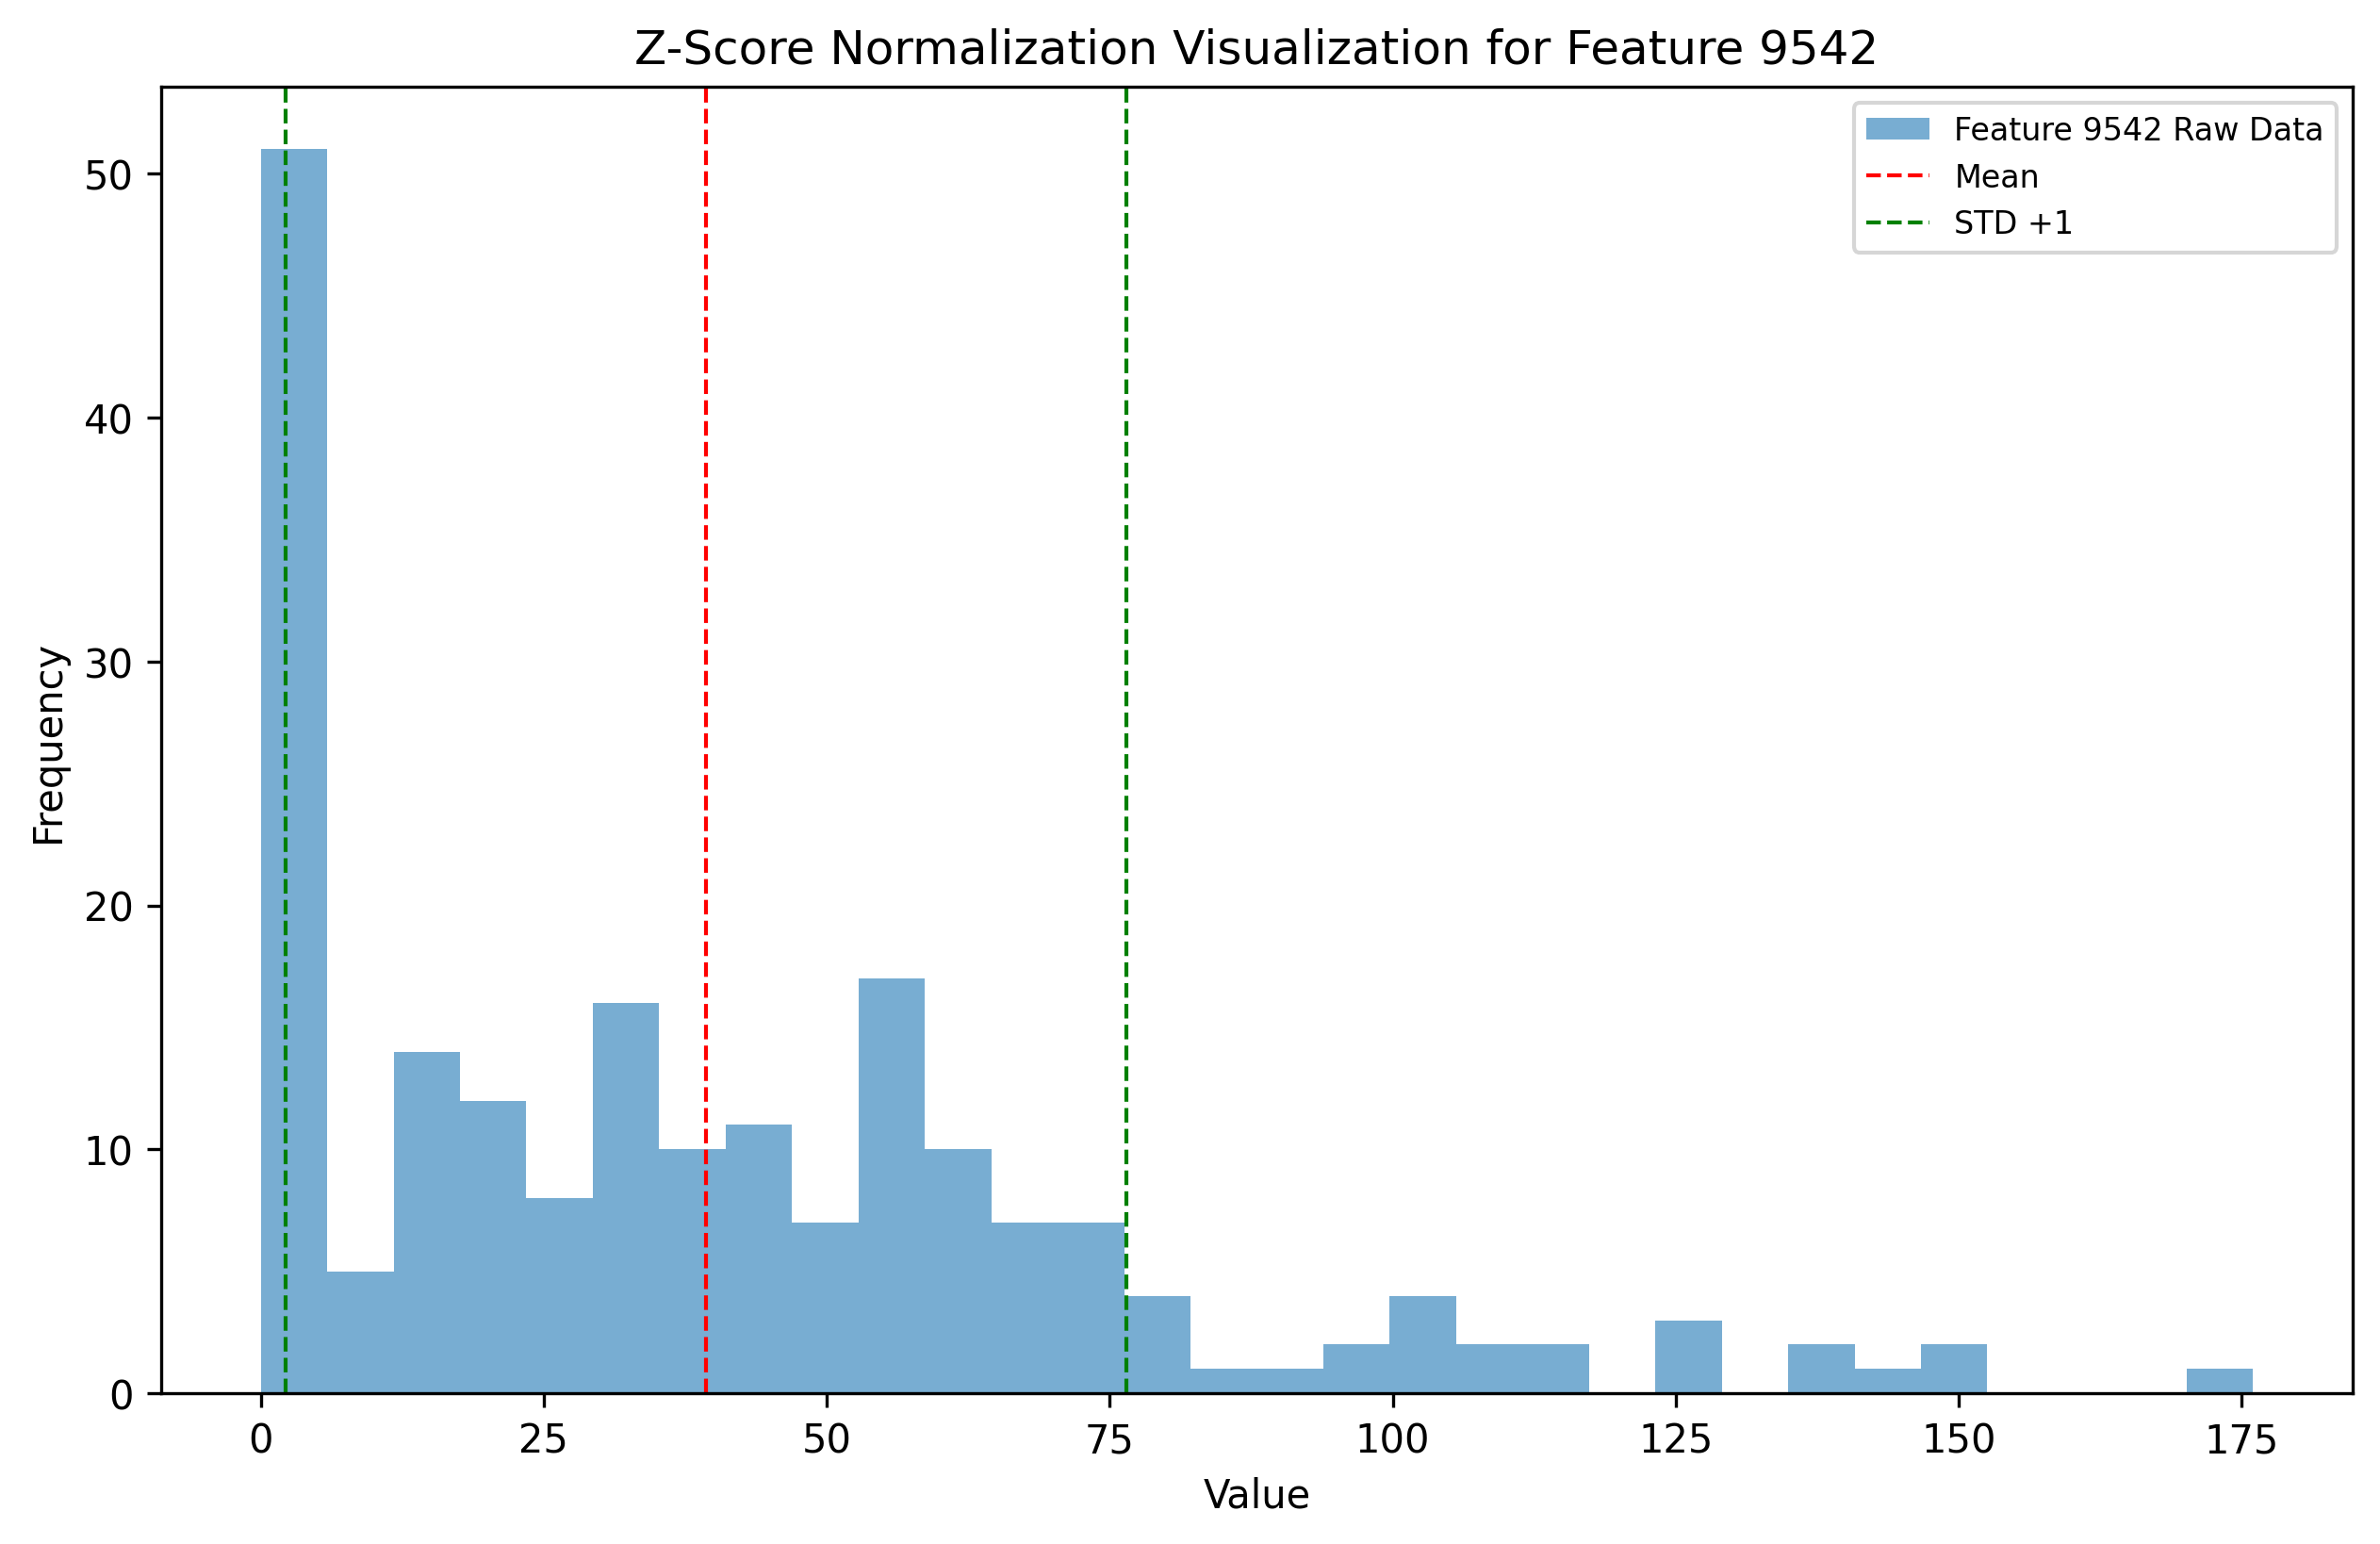 Z-Score Normalization Visualization for Feature 9542
Feature 9542 Raw Data
Mean
STD +1
50
40
30
20
10
0
Frequency
0 25 50 75 100 125 150 175
Value